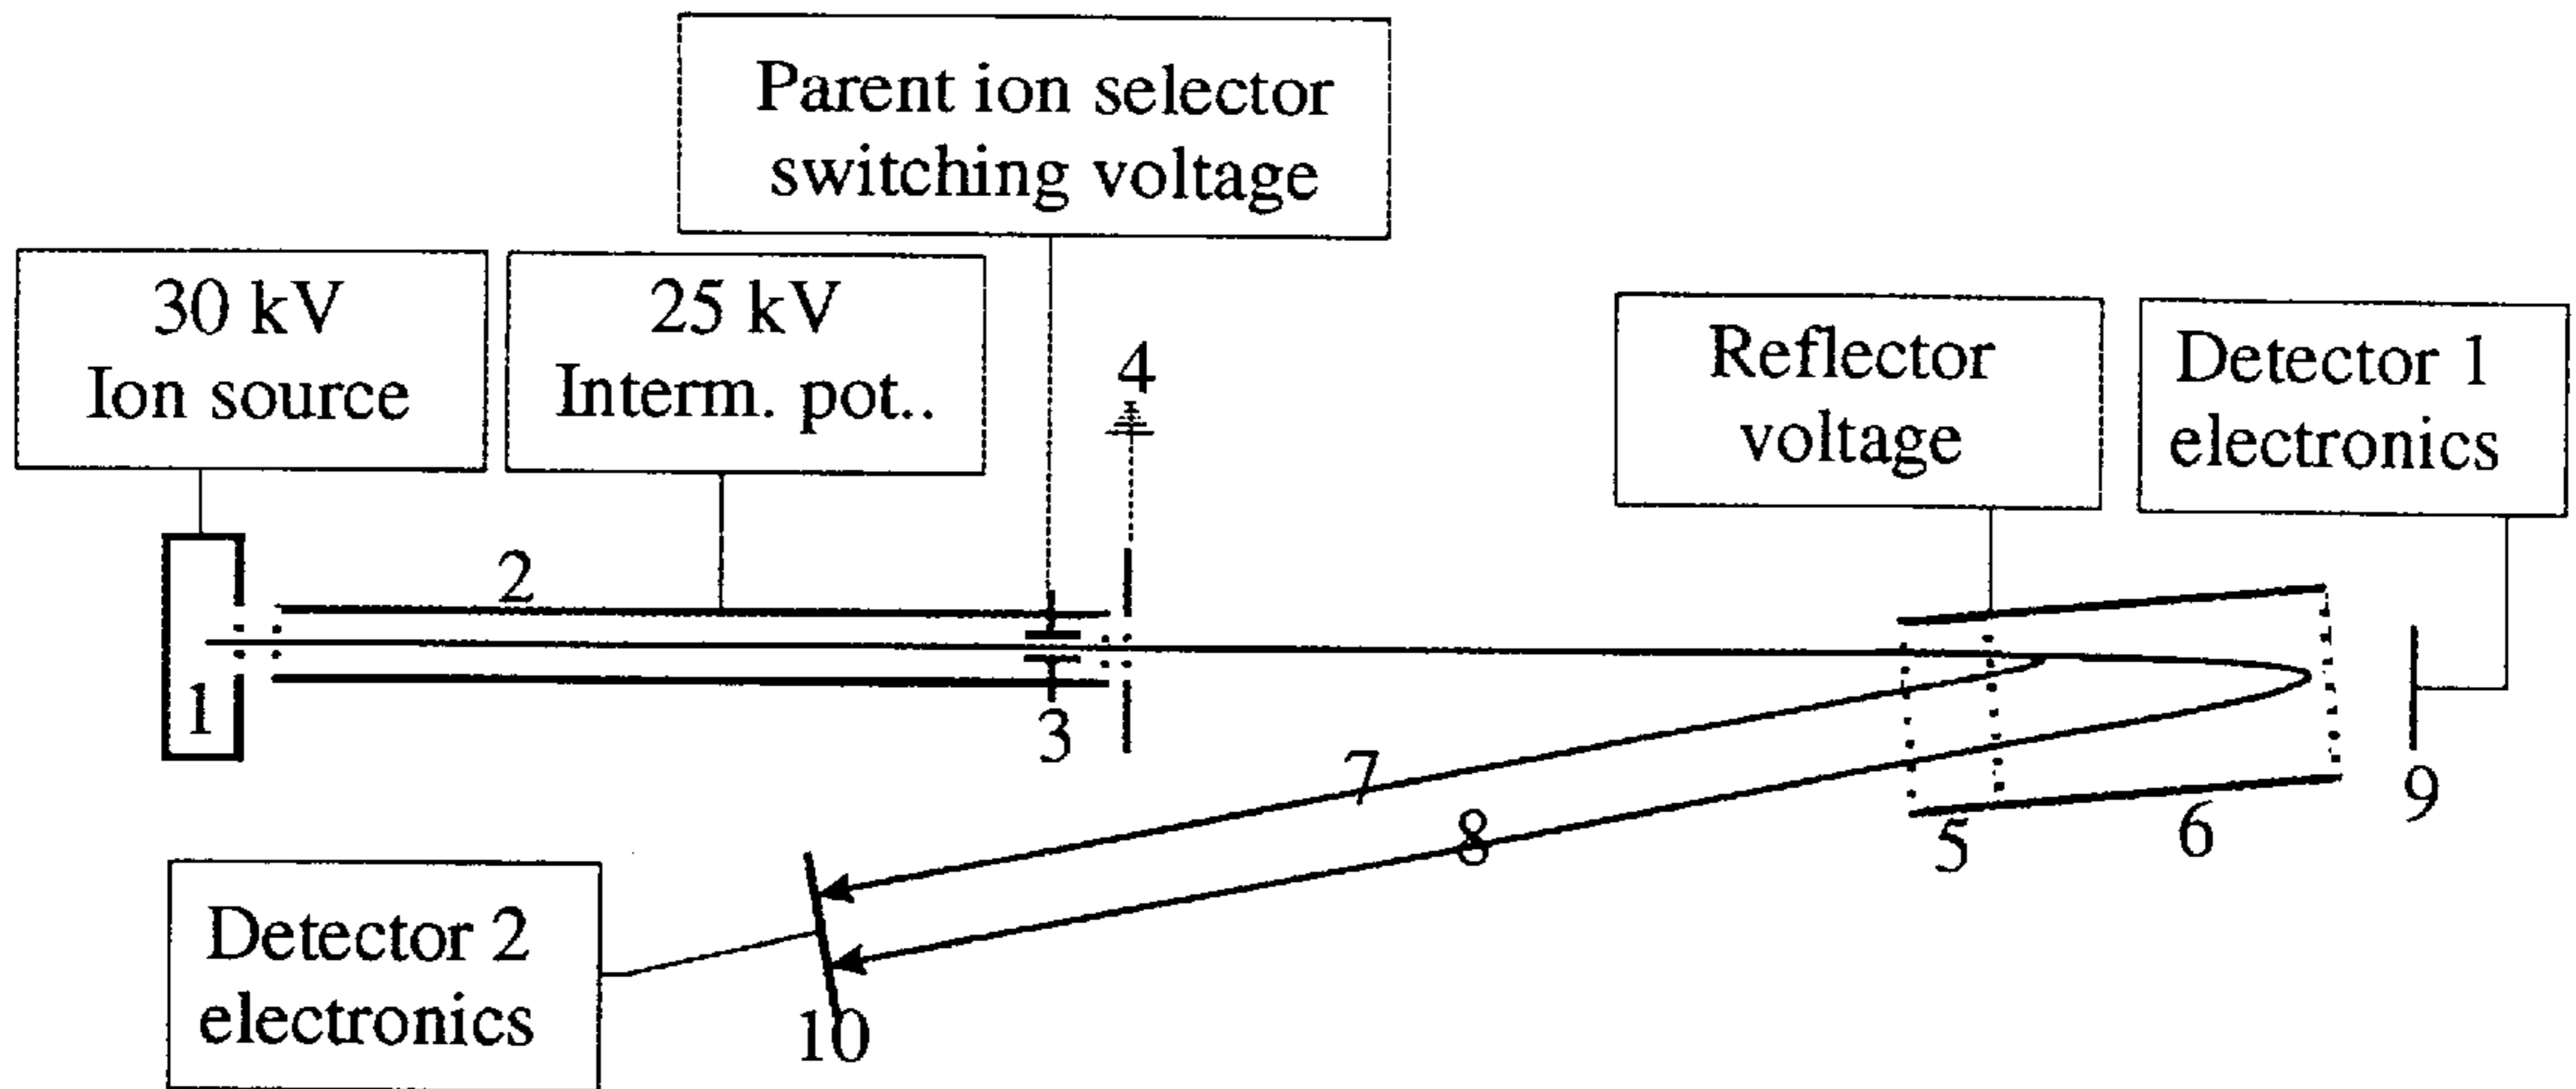 Parent ion selector
switching voltage
30 kV
Ion source
25 kV
Interm. pot..
Reflector
voltage
Detector 1
electronics
4
2
1
3
7
8
5
6
9
Detector 2
electronics
10